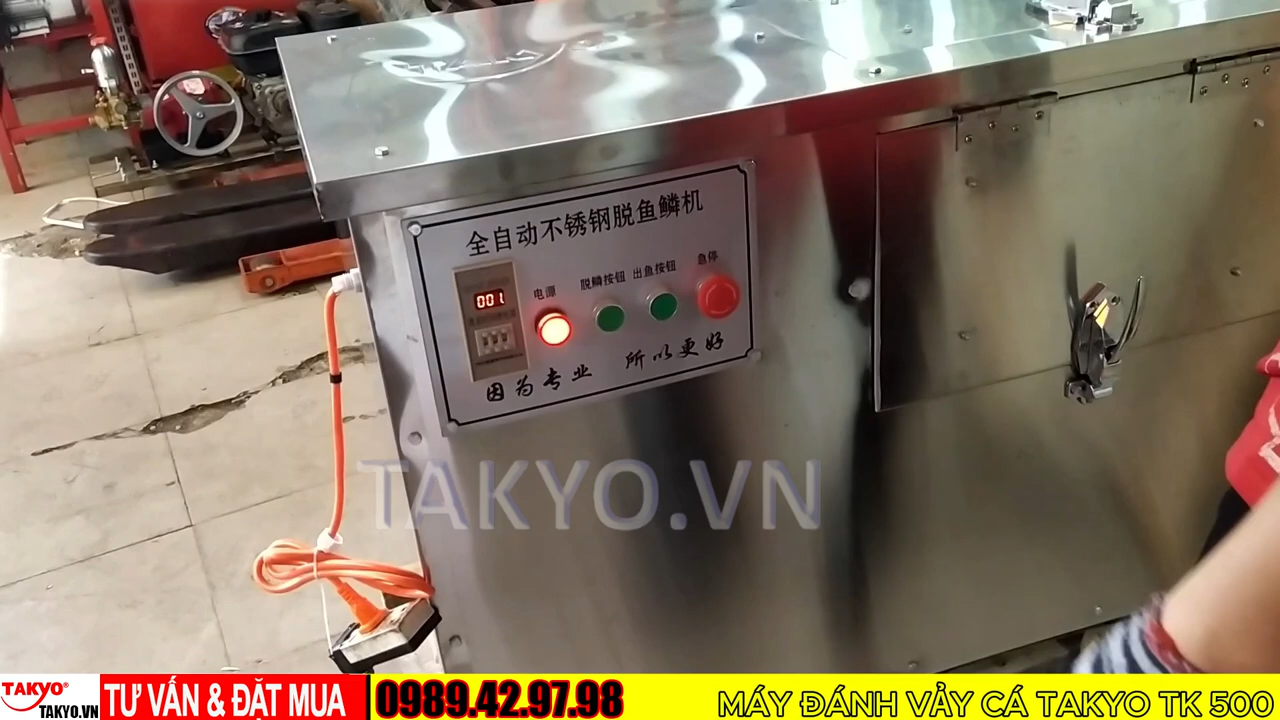 全自动不锈钢脱鱼鳞机
001
电源
脱鳞按钮
出鱼按钮
急停
因为专业 所以更好
TAKYO.VN
TAKYO®
TAKYO.VN
TƯ VẤN & ĐẶT MUA
0989.42.97.98
MÁY ĐÁNH VẢY CÁ TAKYO TK 500